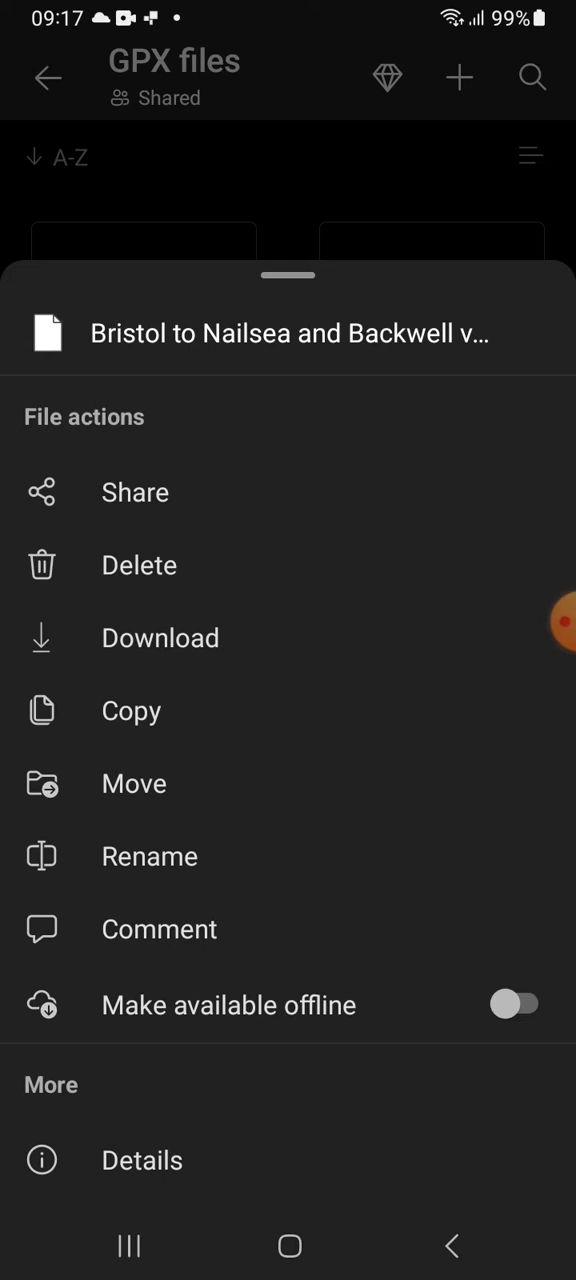 09:17
99%
GPX files
Shared
A-Z
Bristol to Nailsea and Backwell v...
File actions
Share
Delete
Download
Copy
Move
Rename
Comment
Make available offline
More
Details